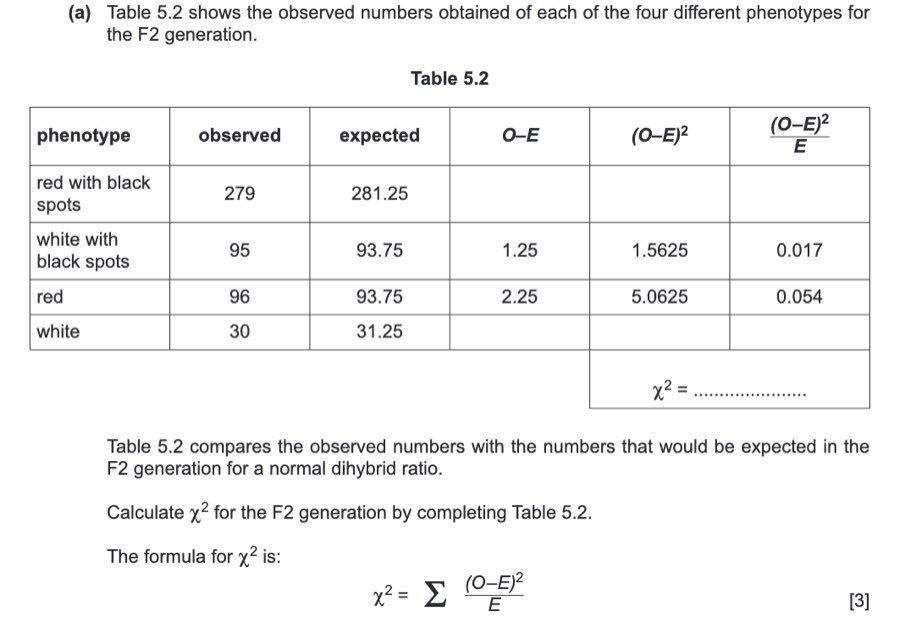 (a) Table 5.2 shows the observed numbers obtained of each of the four different phenotypes for
the F2 generation.
Table 5.2
phenotype observed expected O–E (O–E)² (O–E)²
E
red with black
spots 279 281.25
white with
black spots 95 93.75 1.25 1.5625 0.017
red 96 93.75 2.25 5.0625 0.054
white 30 31.25
χ² = ......................
Table 5.2 compares the observed numbers with the numbers that would be expected in the
F2 generation for a normal dihybrid ratio.
Calculate χ² for the F2 generation by completing Table 5.2.
The formula for χ² is:
χ² = Σ (O–E)²
E
[3]